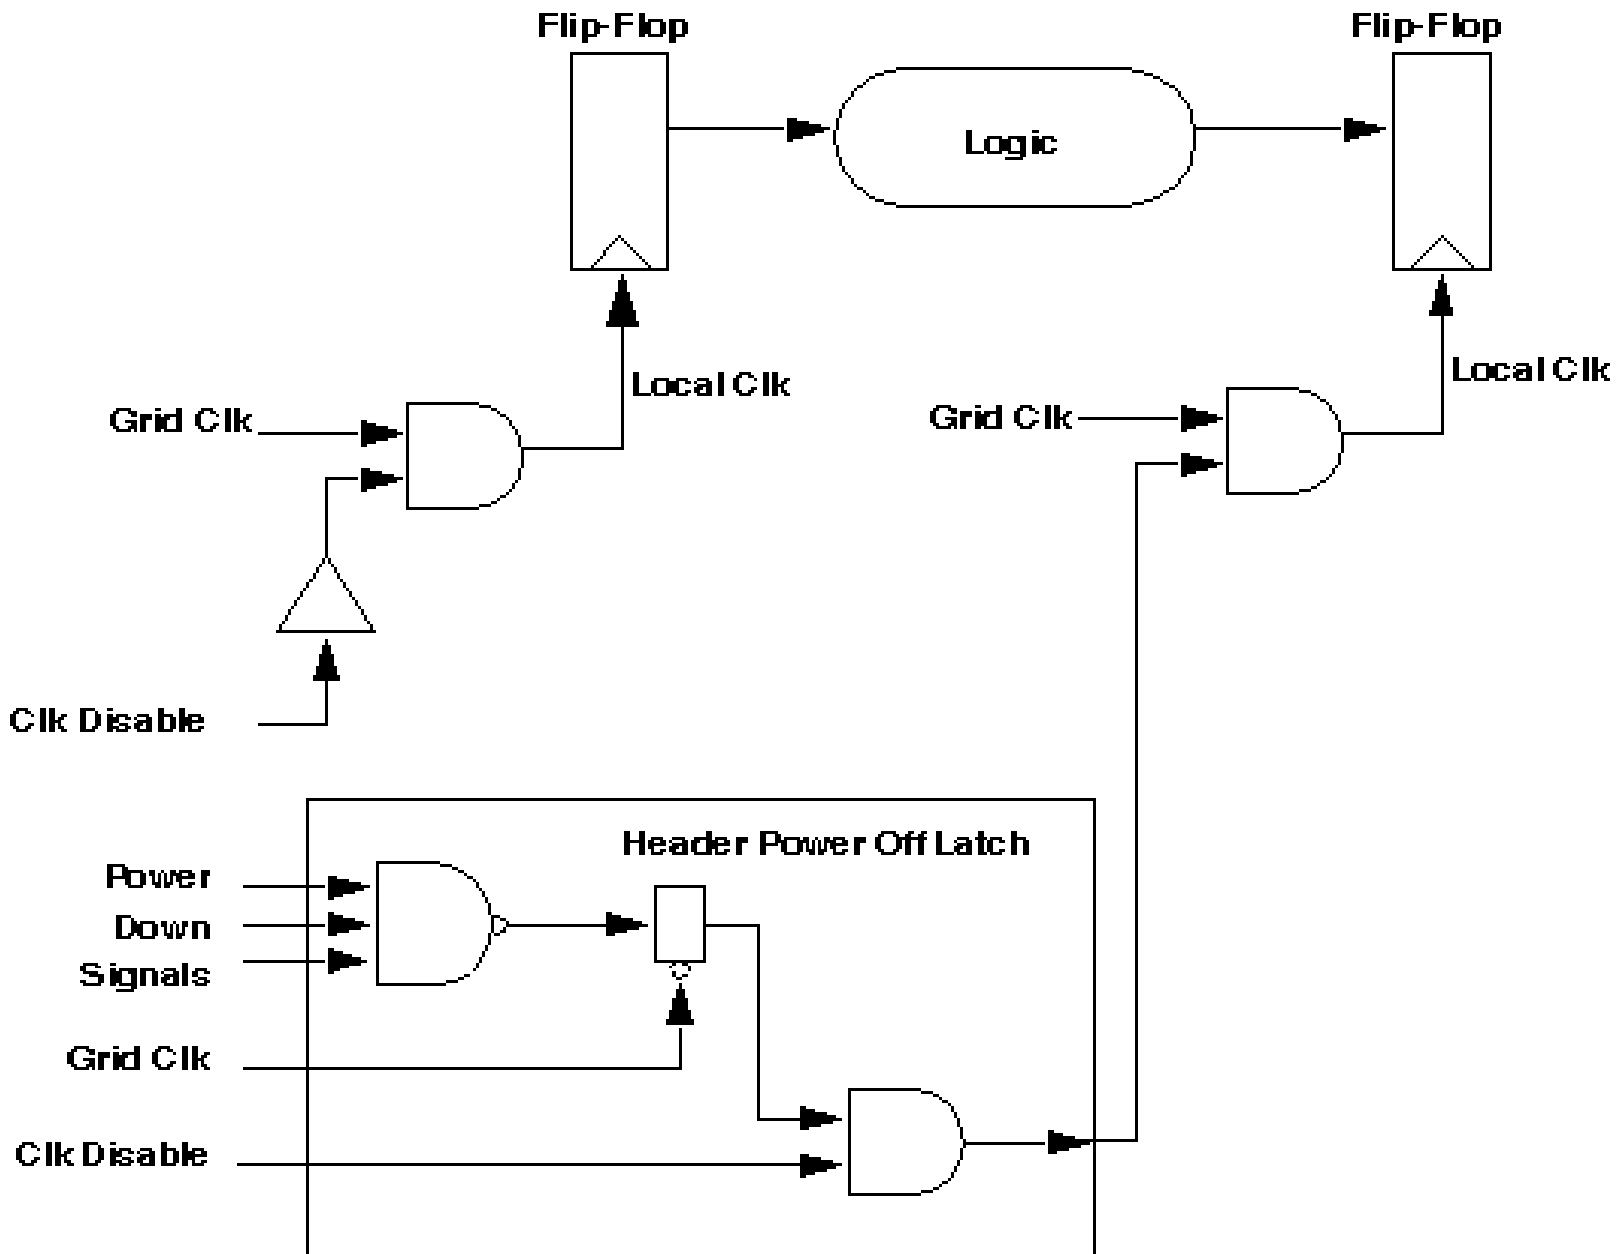 Flip-Flop
Flip-Flop
Logic
Local Clk
Local Clk
Grid Clk
Grid Clk
Clk Disable
Header Power Off Latch
Power
Down
Signals
Grid Clk
Clk Disable